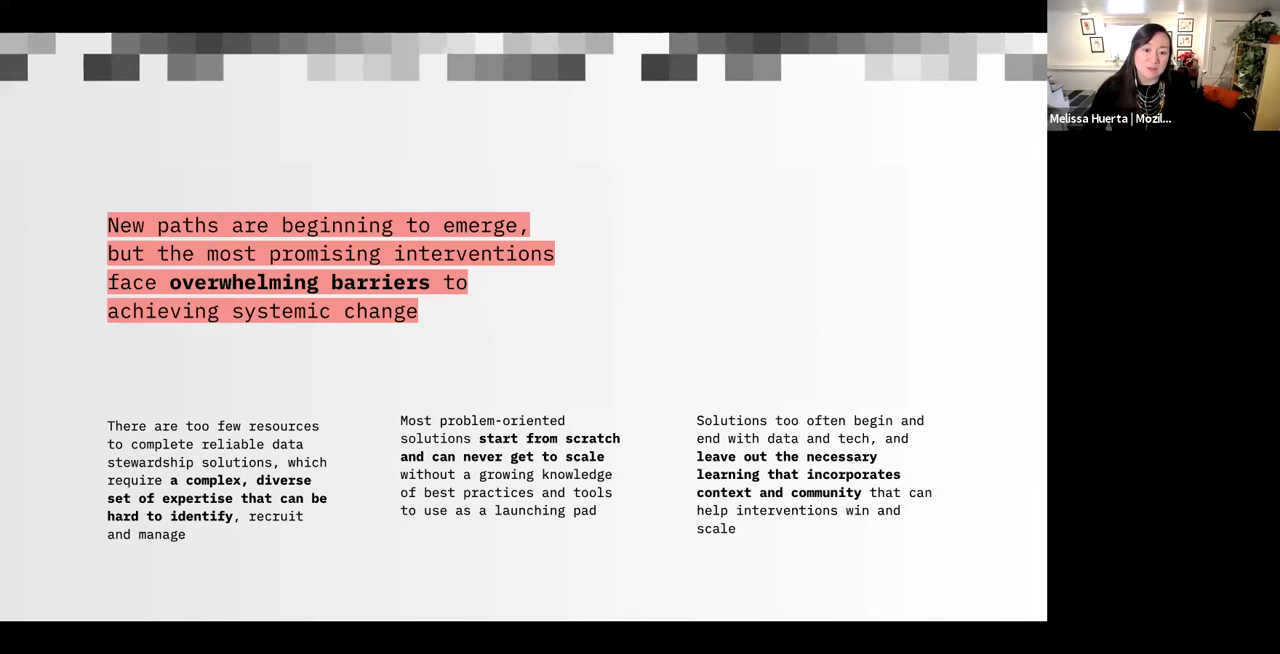 New paths are beginning to emerge,
but the most promising interventions
face overwhelming barriers to
achieving systemic change
There are too few resources
to complete reliable data
stewardship solutions, which
require a complex, diverse
set of expertise that can be
hard to identify, recruit
and manage
Most problem-oriented
solutions start from scratch
and can never get to scale
without a growing knowledge
of best practices and tools
to use as a launching pad
Solutions too often begin and
end with data and tech, and
leave out the necessary
learning that incorporates
context and community that can
help interventions win and
scale
Melissa Huerta | Mozil...